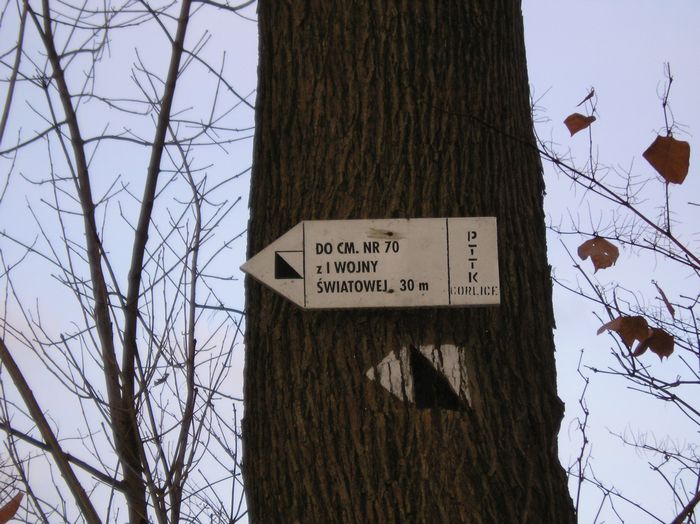 DO CM. NR 70
z I WOJNY
ŚWIATOWEJ. 30 m
PTTK
GORLICE